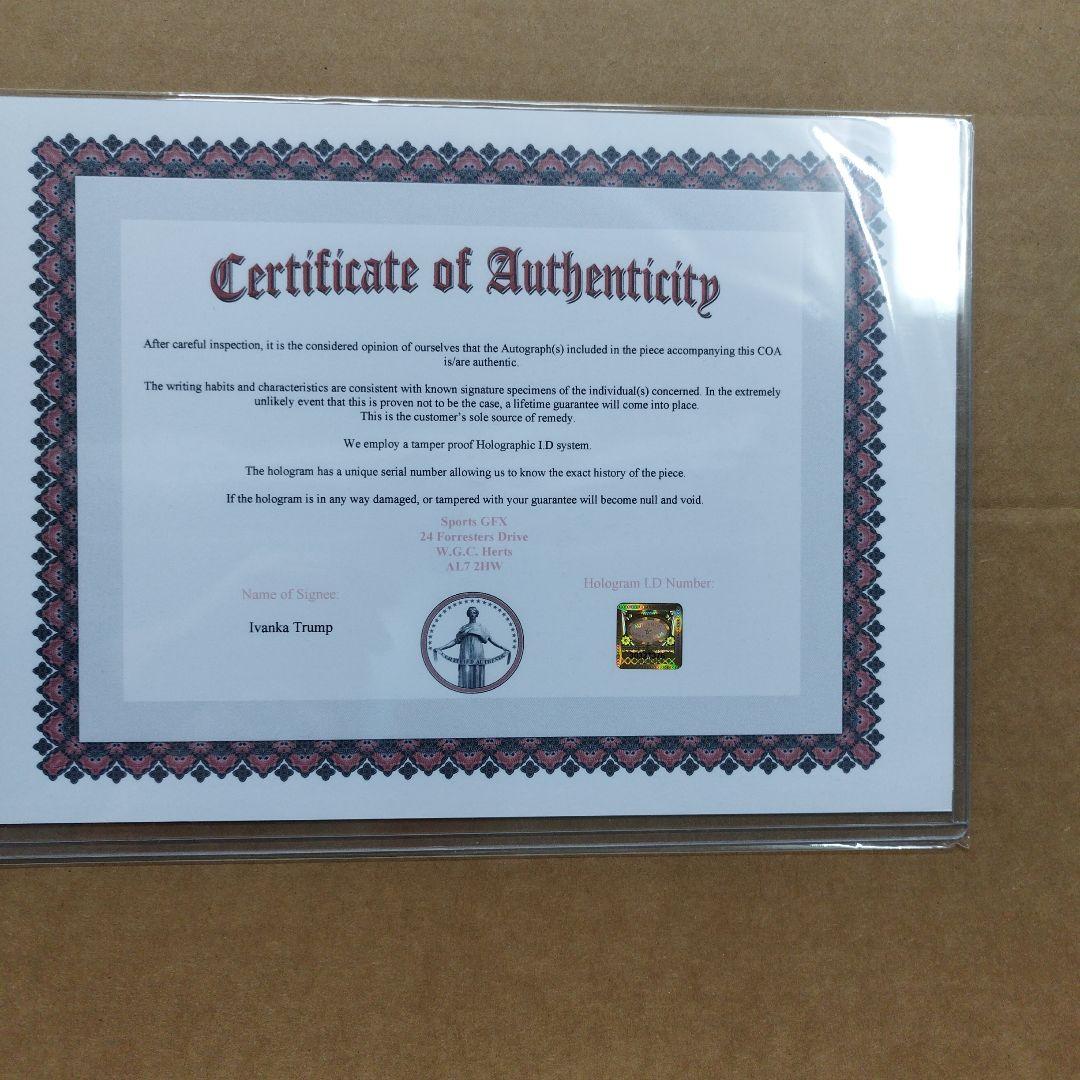 Certificate of Authenticity
After careful inspection, it is the considered opinion of ourselves that the Autograph(s) included in the piece accompanying this COA
is/are authentic.
The writing habits and characteristics are consistent with known signature specimens of the individual(s) concerned. In the extremely
unlikely event that this is proven not to be the case, a lifetime guarantee will come into place.
This is the customer's sole source of remedy.
We employ a tamper proof Holographic I.D system.
The hologram has a unique serial number allowing us to know the exact history of the piece.
If the hologram is in any way damaged, or tampered with your guarantee will become null and void.
Sports GFX
24 Forresters Drive
W.G.C. Herts
AL7 2HW
Name of Signee:
Hologram I.D Number:
Ivanka Trump